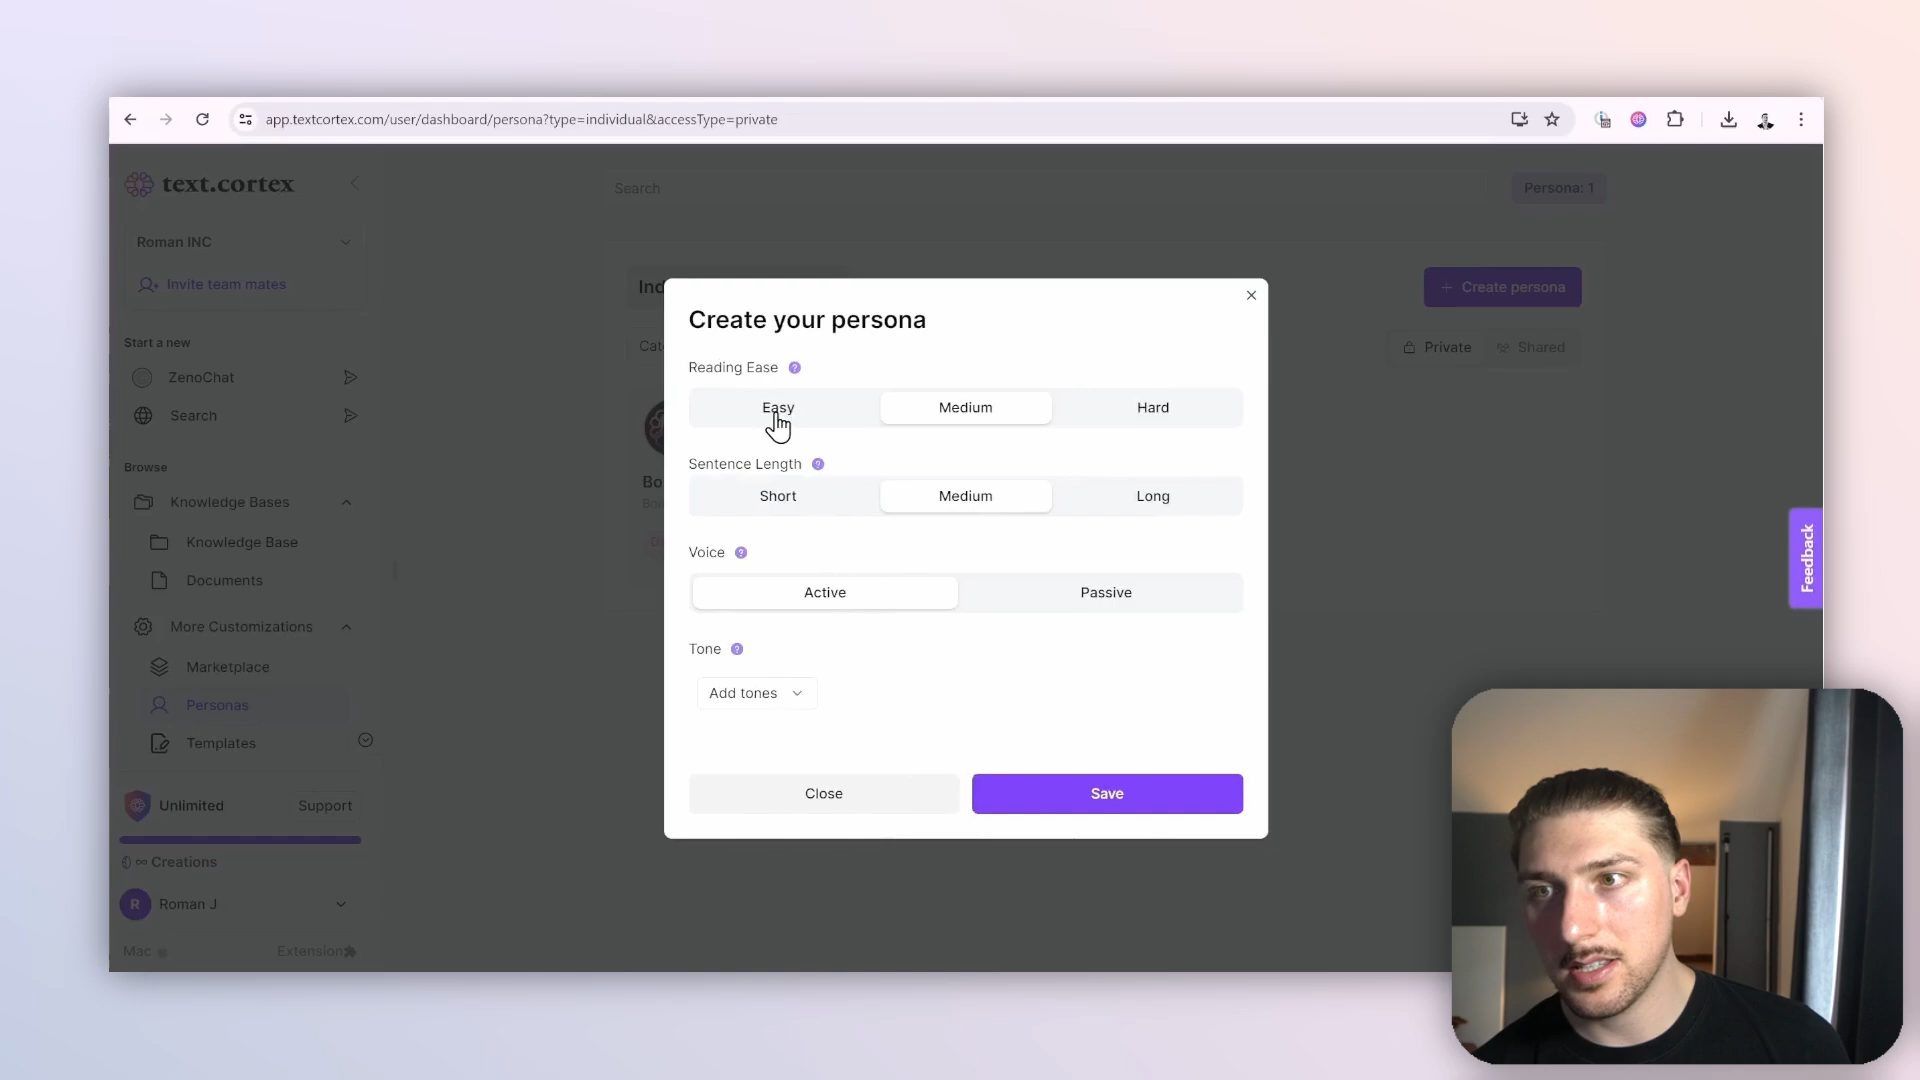 app.textcortex.com/user/dashboard/persona?type=individual&accessType=private
text.cortex
Search
Persona: 1
Roman INC
Invite team mates
Create persona
Create your persona
Start a new
Private
Shared
Reading Ease ?
ZenoChat
Easy
Medium
Hard
Search
Browse
Sentence Length ?
Knowledge Bases
Short
Medium
Long
Knowledge Base
Voice ?
Feedback
Documents
Active
Passive
More Customizations
Tone ?
Marketplace
Add tones
Personas
Templates
Close
Save
Unlimited
Support
∞ Creations
R
Roman J
Mac
Extension